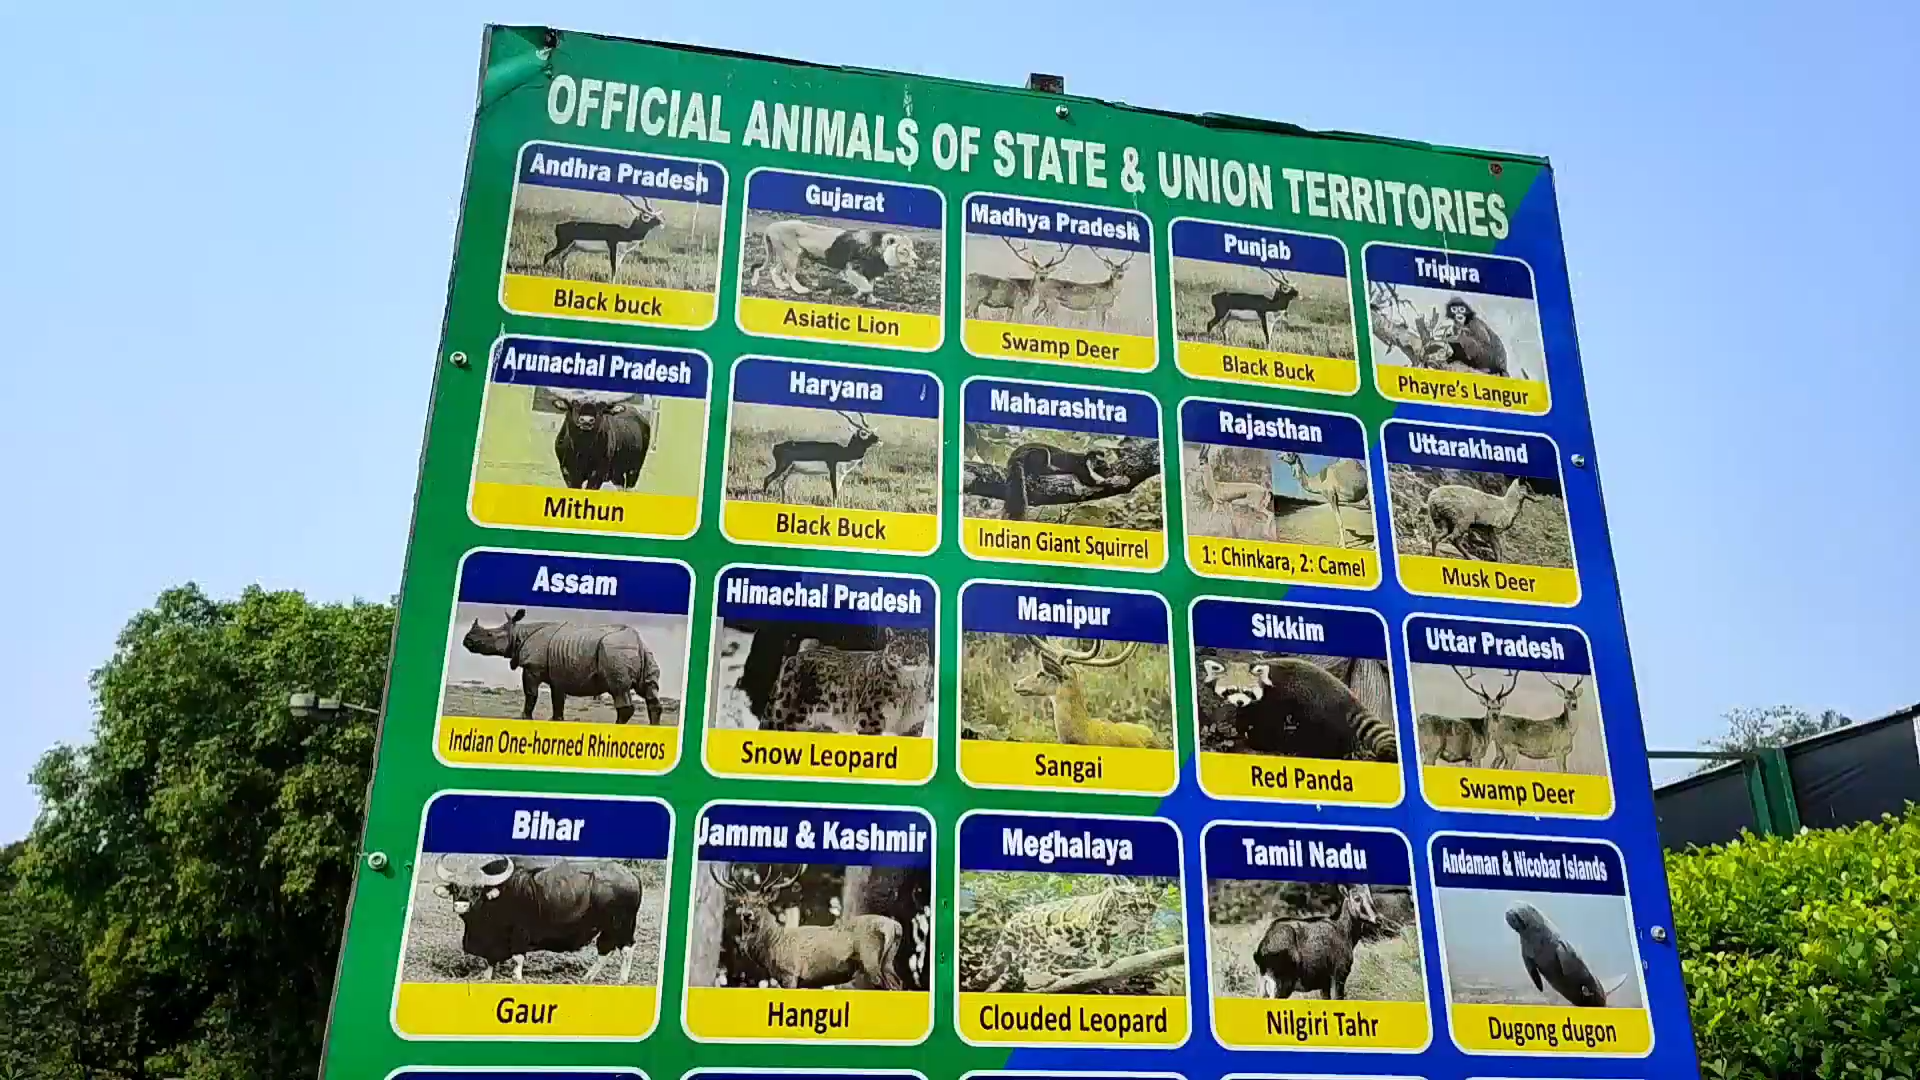 OFFICIAL ANIMALS OF STATE & UNION TERRITORIES
Andhra Pradesh
Black buck
Gujarat
Asiatic Lion
Madhya Pradesh
Swamp Deer
Punjab
Black Buck
Tripura
Phayre's Langur
Arunachal Pradesh
Mithun
Haryana
Black Buck
Maharashtra
Indian Giant Squirrel
Rajasthan
1: Chinkara, 2: Camel
Uttarakhand
Musk Deer
Assam
Indian One-horned Rhinoceros
Himachal Pradesh
Snow Leopard
Manipur
Sangai
Sikkim
Red Panda
Uttar Pradesh
Swamp Deer
Bihar
Gaur
Jammu & Kashmir
Hangul
Meghalaya
Clouded Leopard
Tamil Nadu
Nilgiri Tahr
Andaman & Nicobar Islands
Dugong dugon